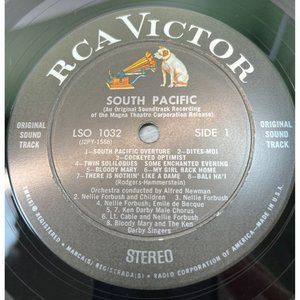 RCA VICTOR
SOUTH PACIFIC
(An Original Soundtrack Recording
of the Magna Theatre Corporation Release)
ORIGINAL
SOUND
TRACK
LSO 1032
SIDE 1
(J2PY-1506)
ORIGINAL
SOUND
TRACK
1—SOUTH PACIFIC OVERTURE 2—DITES-MOI
3—COCKEYED OPTIMIST
4—TWIN SOLILOQUIES SOME ENCHANTED EVENING
5—BLOODY MARY 6—MY GIRL BACK HOME
7—THERE IS NOTHIN' LIKE A DAME 8—BALI HA'I
(Rodgers-Hammerstein)
Orchestra conducted by Alfred Newman
2. Nellie Forbush and Children 3. Nellie Forbush
4. Nellie Forbush; Emile de Becque
5, 7. Ken Darby Male Chorus
6. Lt. Cable and Nellie Forbush
8. Bloody Mary and The Ken
Darby Singers
STEREO
TMK(S) ® REGISTERED • MARCA(S) REGISTRADA(S) • RADIO CORPORATION OF AMERICA • MADE IN U.S.A.